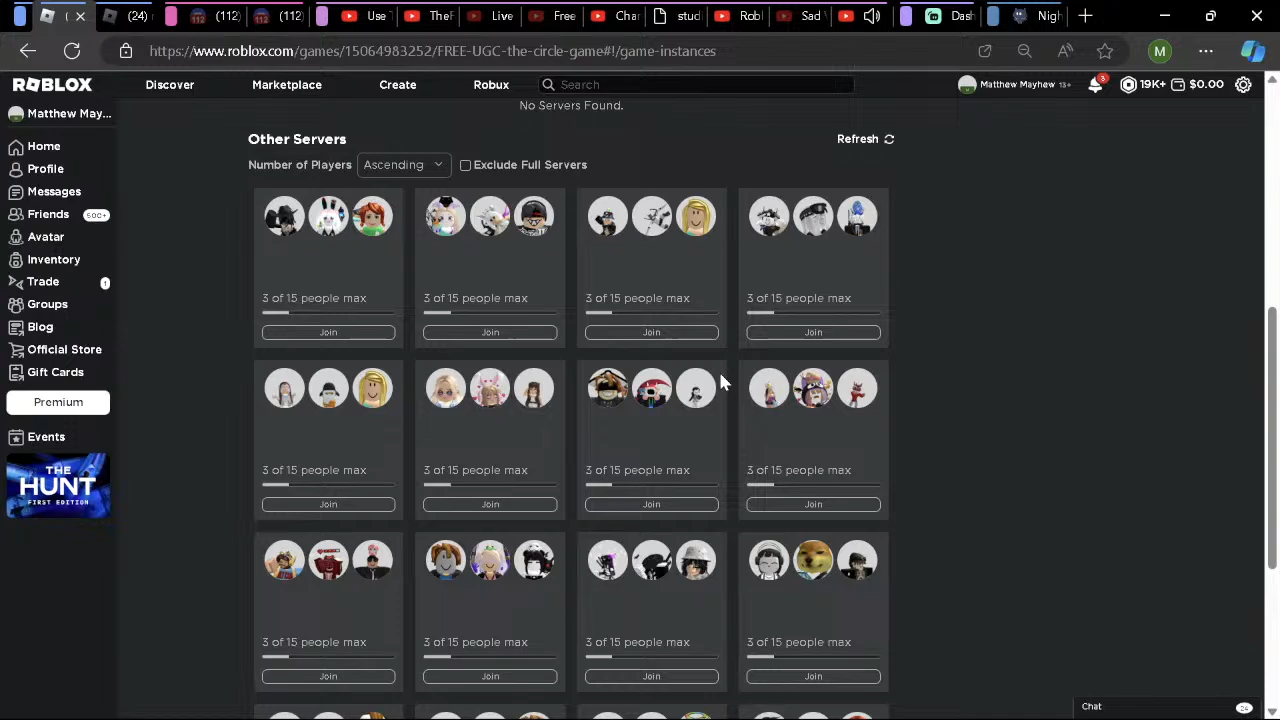 (24)
(112)
(112
Use
TheF
Live
Free
Chai
stud
Robl
Sad
Dash
Nigh
https://www.roblox.com/games/15064983252/FREE-UGC-the-circle-game#!/game-instances
M
ROBLOX
Discover
Marketplace
Create
Robux
Search
Matthew Mayhew 13+
3
19K+
$0.00
Matthew May...
No Servers Found.
Home
Profile
Messages
Friends 500+
Avatar
Inventory
Trade 1
Groups
Blog
Official Store
Gift Cards
Premium
Events
THE
HUNT
FIRST EDITION
Other Servers
Refresh
Number of Players Ascending Exclude Full Servers
3 of 15 people max 3 of 15 people max 3 of 15 people max 3 of 15 people max
Join Join Join Join
3 of 15 people max 3 of 15 people max 3 of 15 people max 3 of 15 people max
Join Join Join Join
3 of 15 people max 3 of 15 people max 3 of 15 people max 3 of 15 people max
Join Join Join Join
Chat 24